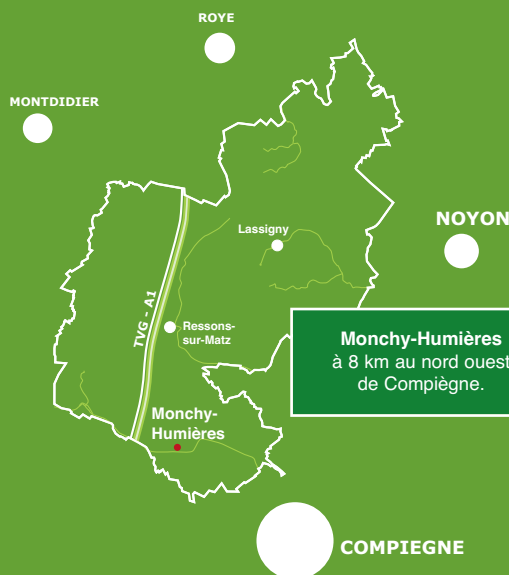 ROYE
MONTDIDIER
NOYON
Lassigny
TVG - A1
Ressons-
sur-Matz
Monchy-Humières
à 8 km au nord ouest
de Compiègne.
Monchy-
Humières
COMPIEGNE